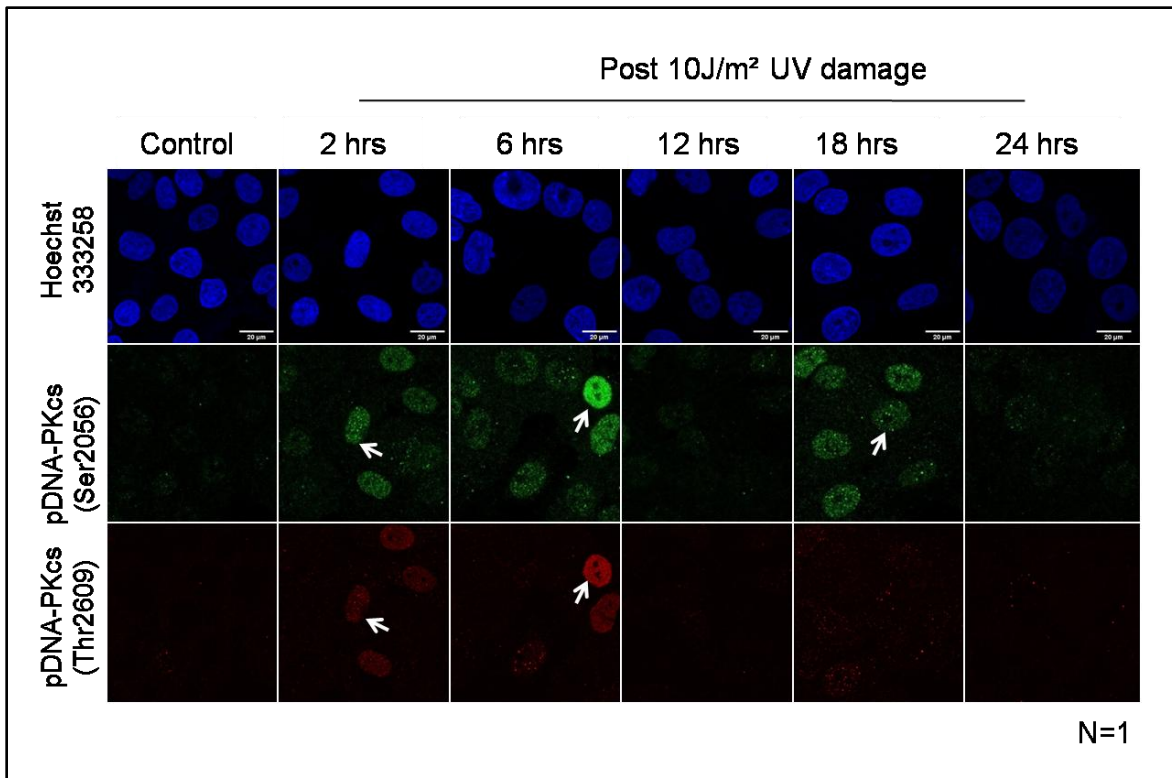 Post 10J/m² UV damage
Control 2 hrs 6 hrs 12 hrs 18 hrs 24 hrs
Hoechst
333258
20 µm 20 µm 20 µm 20 µm 20 µm 20 µm
pDNA-PKcs
(Ser2056)
pDNA-PKcs
(Thr2609)
N=1